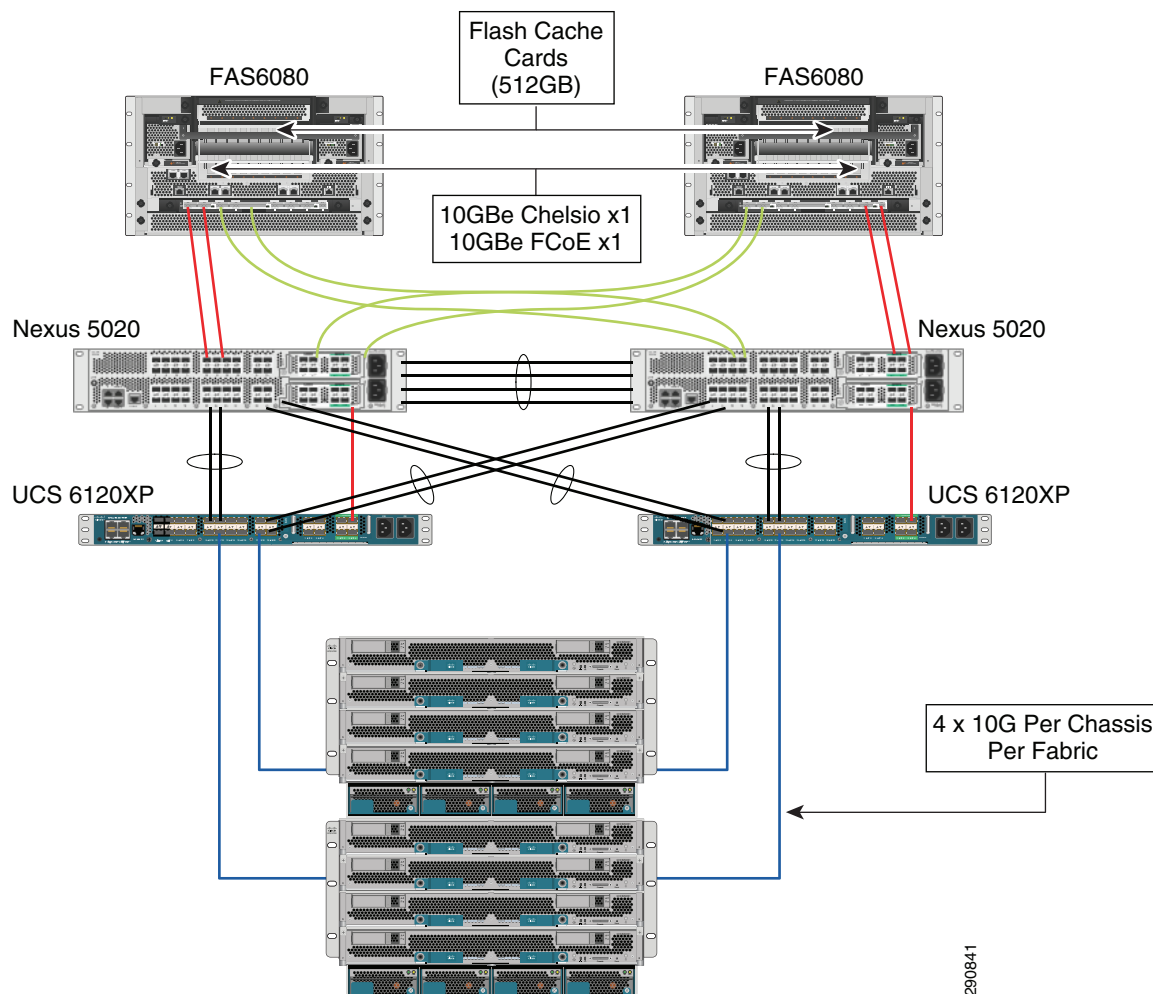 Flash Cache
Cards
(512GB)
FAS6080
FAS6080
10GBe Chelsio x1
10GBe FCoE x1
Nexus 5020
Nexus 5020
UCS 6120XP
UCS 6120XP
4 x 10G Per Chassis
Per Fabric
290841